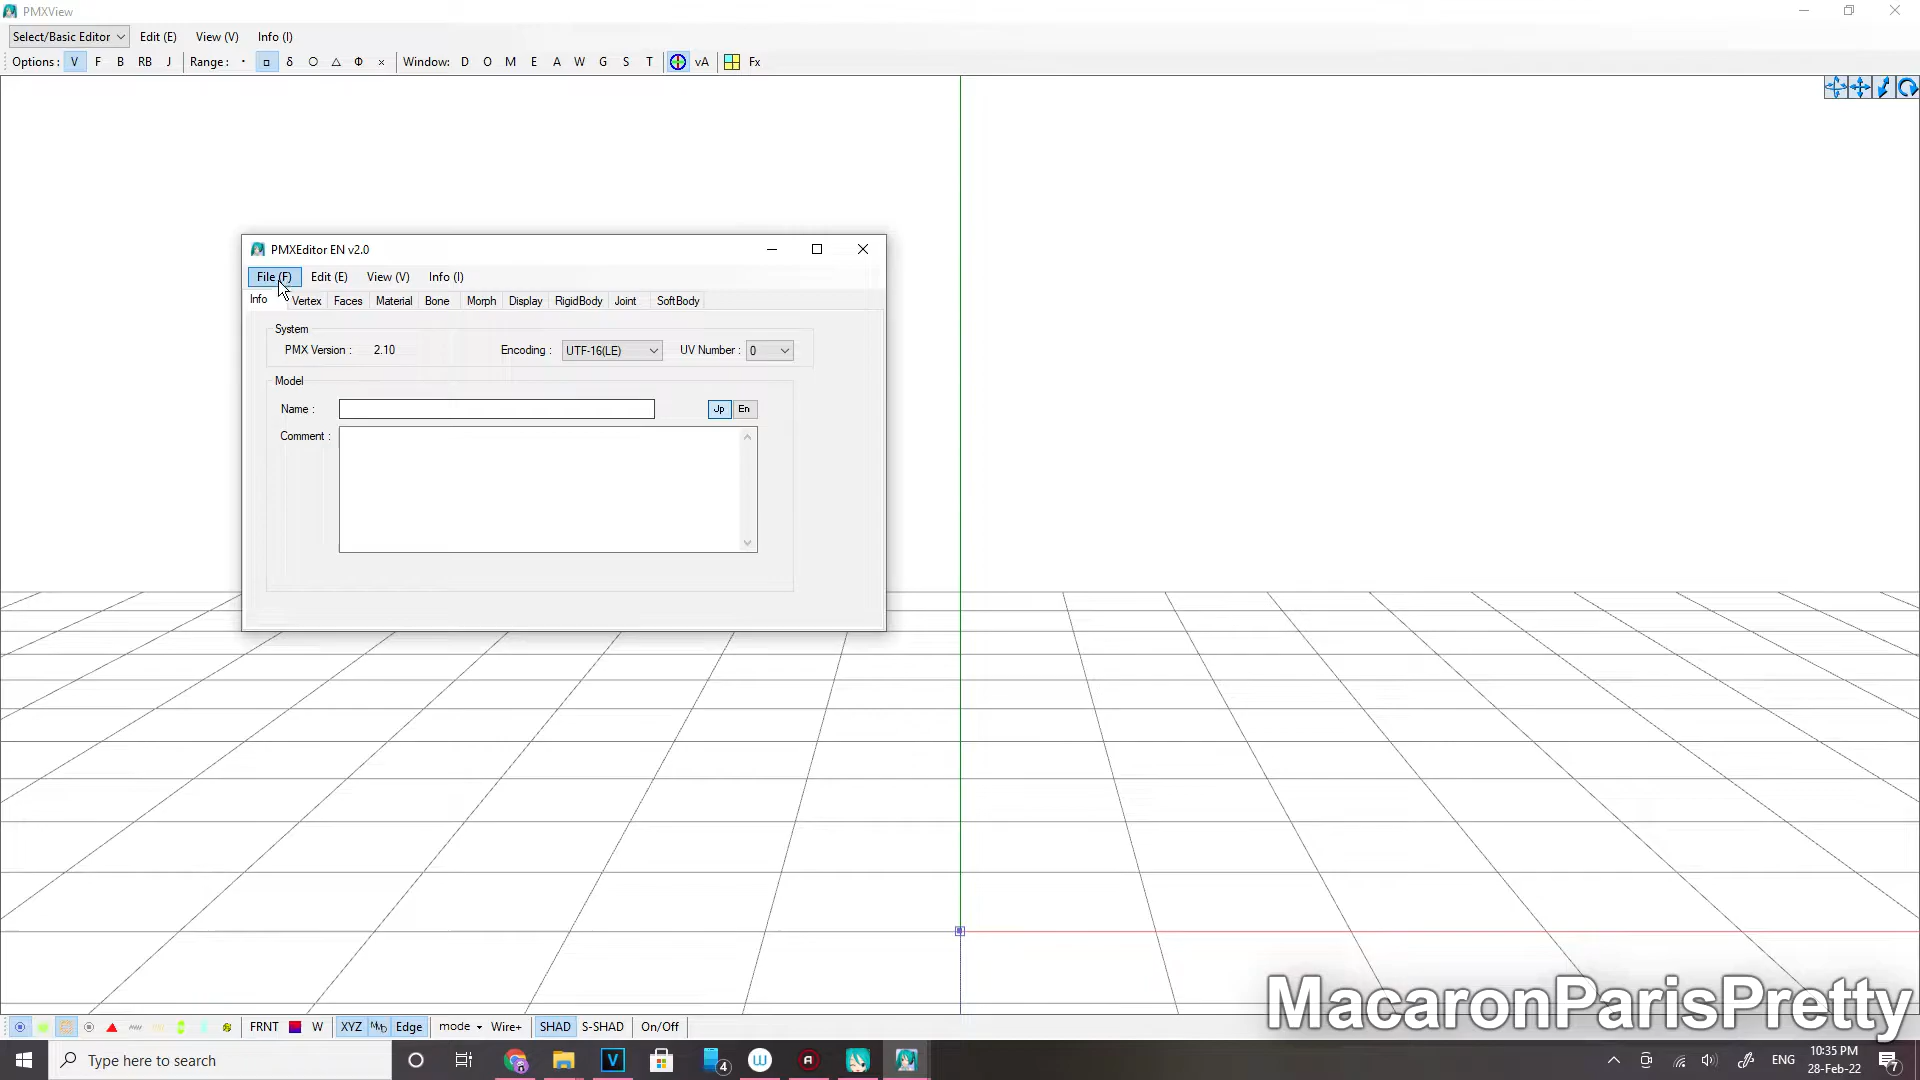 PMXView
Select/Basic Editor Edit (E) View (V) Info (I)
Options : V F B RB J Range : · □ δ O △ Φ × Window: D O M E A W G S T vA Fx
PMXEditor EN v2.0
File (F) Edit (E) View (V) Info (I)
Info Vertex Faces Material Bone Morph Display RigidBody Joint SoftBody
System
PMX Version : 2.10 Encoding : UTF-16(LE) UV Number : 0
Model
Name : Jp En
Comment :
MacaronParisPretty
FRNT W XYZ Edge mode Wire+ SHAD S-SHAD On/Off
Type here to search 4 ENG 10:35 PM
28-Feb-22 7